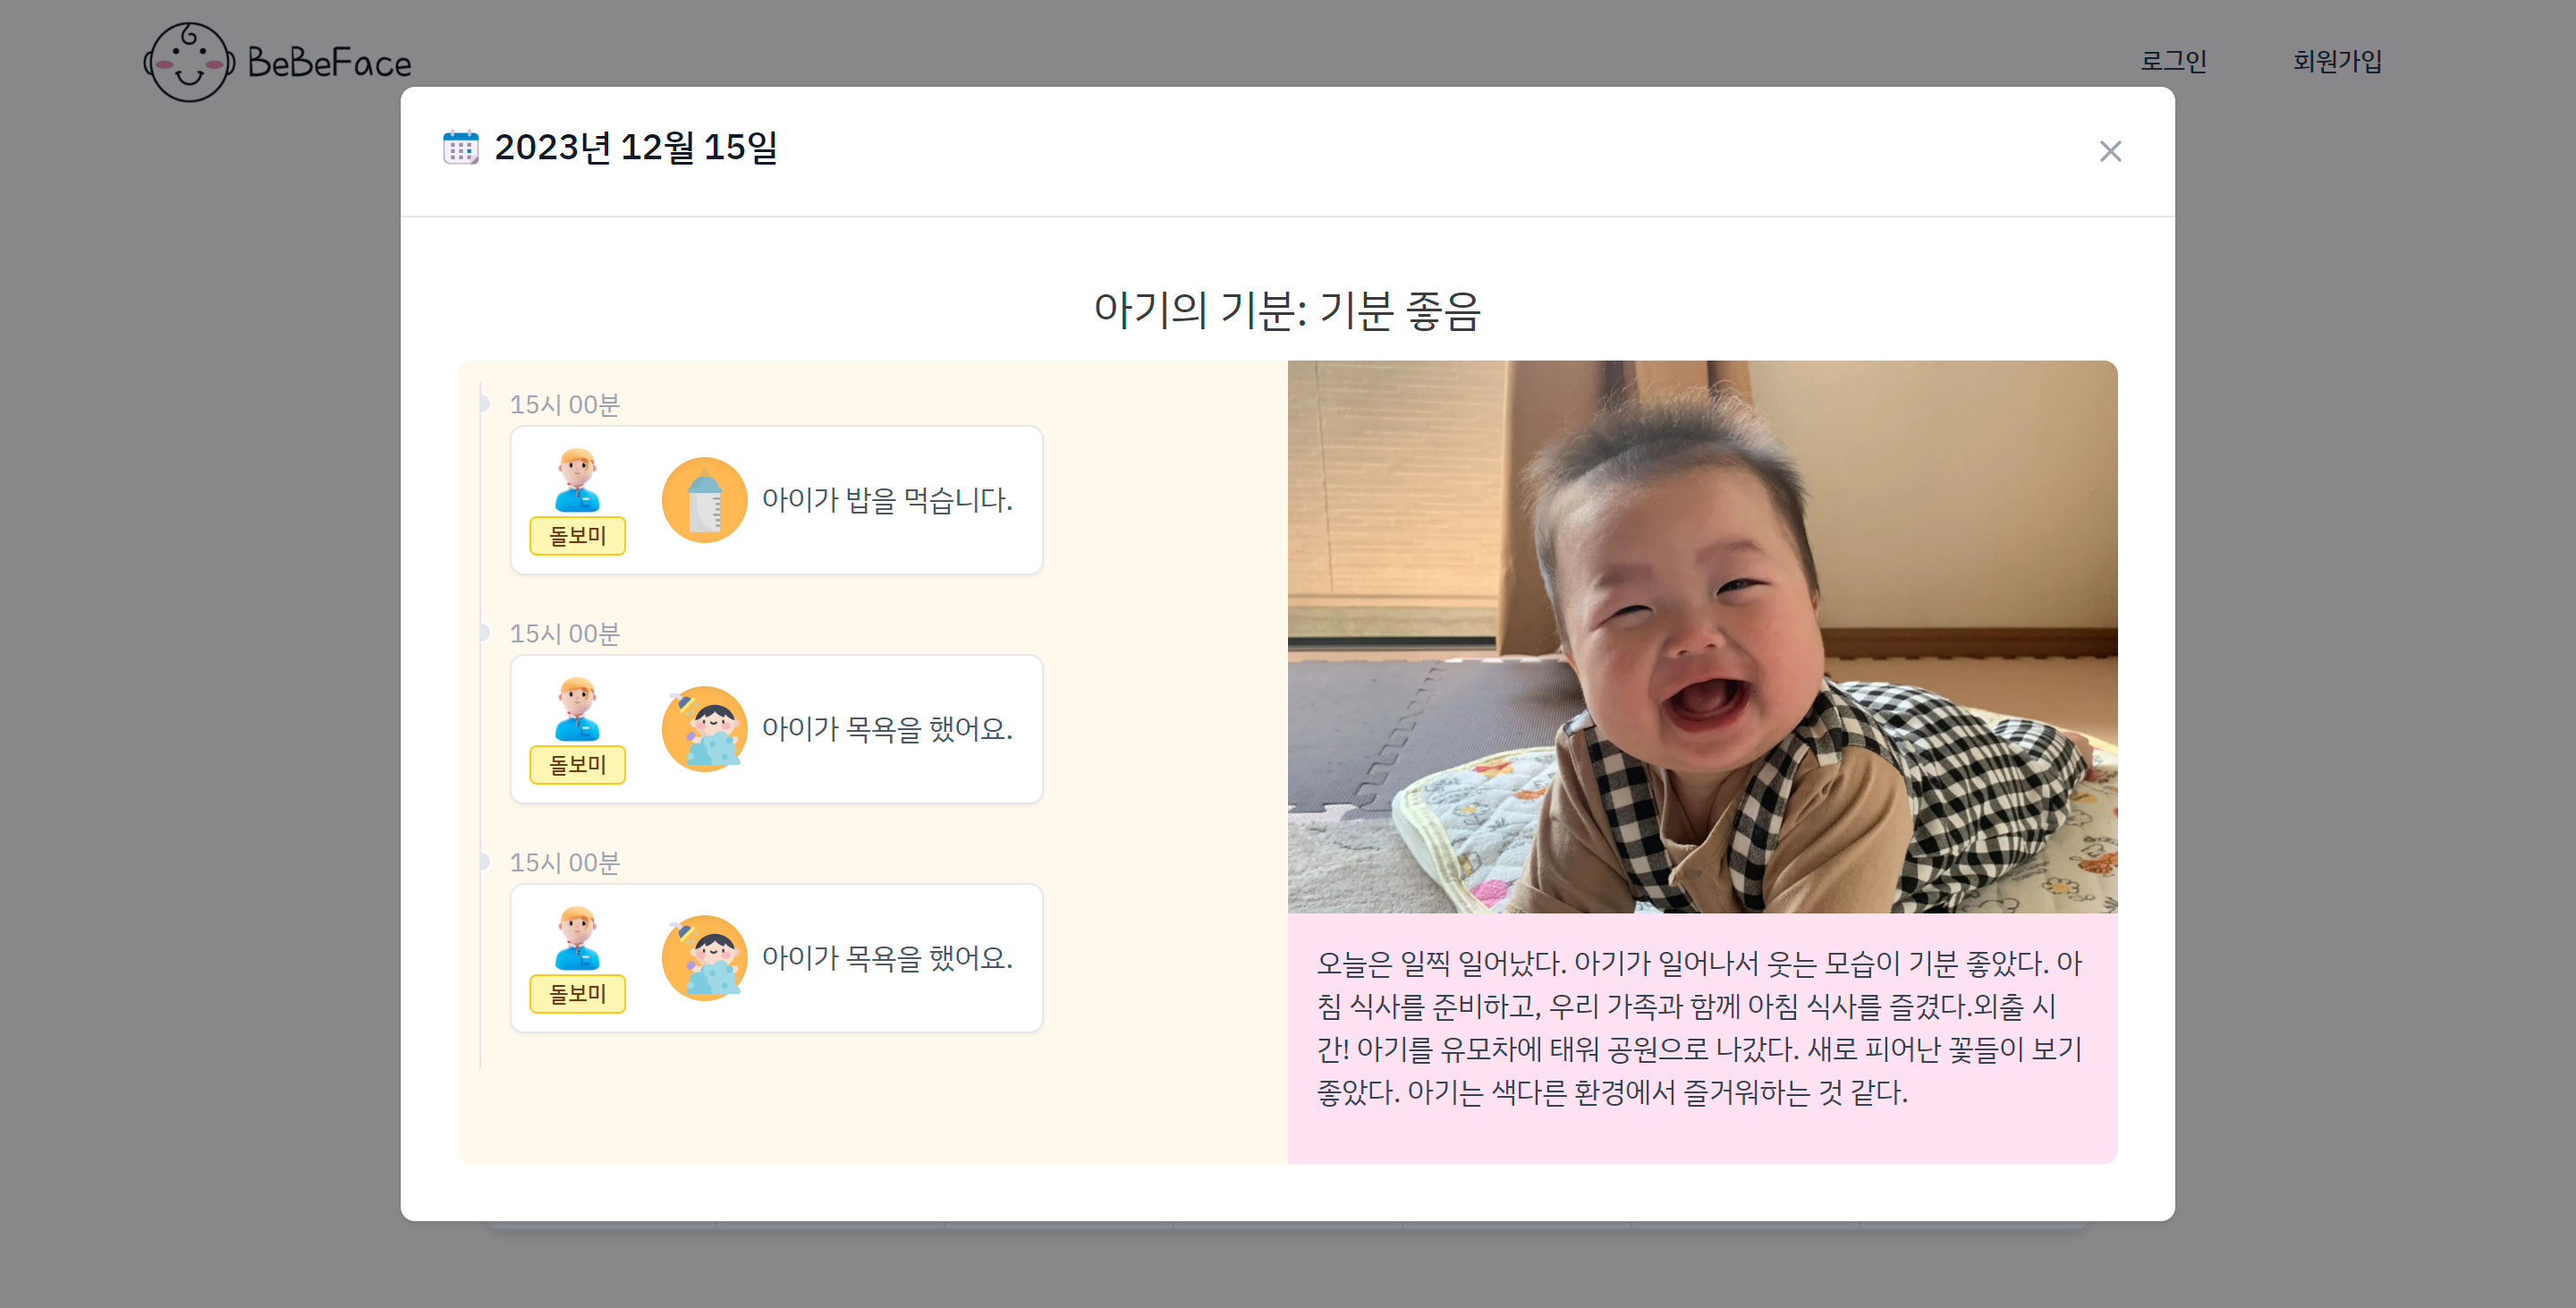 BeBeFace
로그인
회원가입
2023년 12월 15일
아기의 기분: 기분 좋음
15시 00분
돌보미
아이가 밥을 먹습니다.
15시 00분
돌보미
아이가 목욕을 했어요.
15시 00분
돌보미
아이가 목욕을 했어요.
오늘은 일찍 일어났다. 아기가 일어나서 웃는 모습이 기분 좋았다. 아
침 식사를 준비하고, 우리 가족과 함께 아침 식사를 즐겼다.외출 시
간! 아기를 유모차에 태워 공원으로 나갔다. 새로 피어난 꽃들이 보기
좋았다. 아기는 색다른 환경에서 즐거워하는 것 같다.